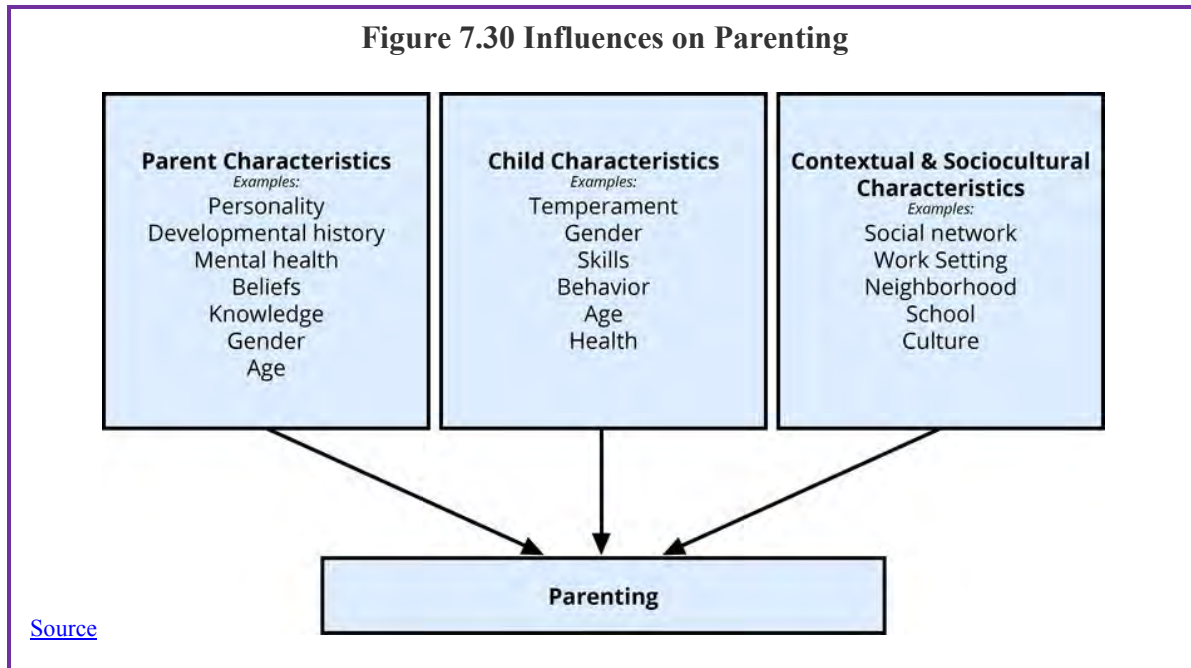 Figure 7.30 Influences on Parenting
Parent Characteristics
Examples:
Personality
Developmental history
Mental health
Beliefs
Knowledge
Gender
Age
Child Characteristics
Examples:
Temperament
Gender
Skills
Behavior
Age
Health
Contextual & Sociocultural
Characteristics
Examples:
Social network
Work Setting
Neighborhood
School
Culture
Parenting
Source